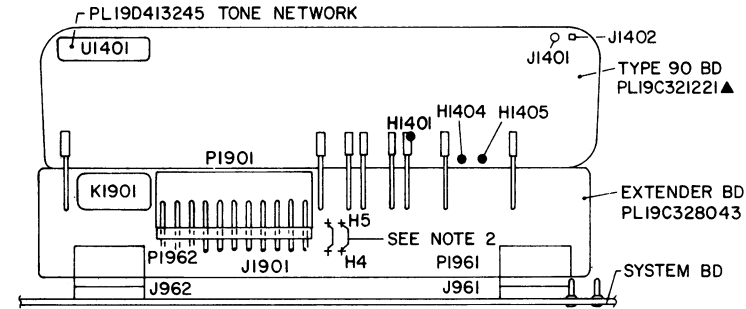 PL19D413245 TONE NETWORK
U1401
J1402
J1401
TYPE 90 BD
PL19C321221▲
H1401
H1404
H1405
P1901
K1901
EXTENDER BD
PL19C328043
H5
SEE NOTE 2
H4
P1962
J1901
P1961
SYSTEM BD
J962
J961